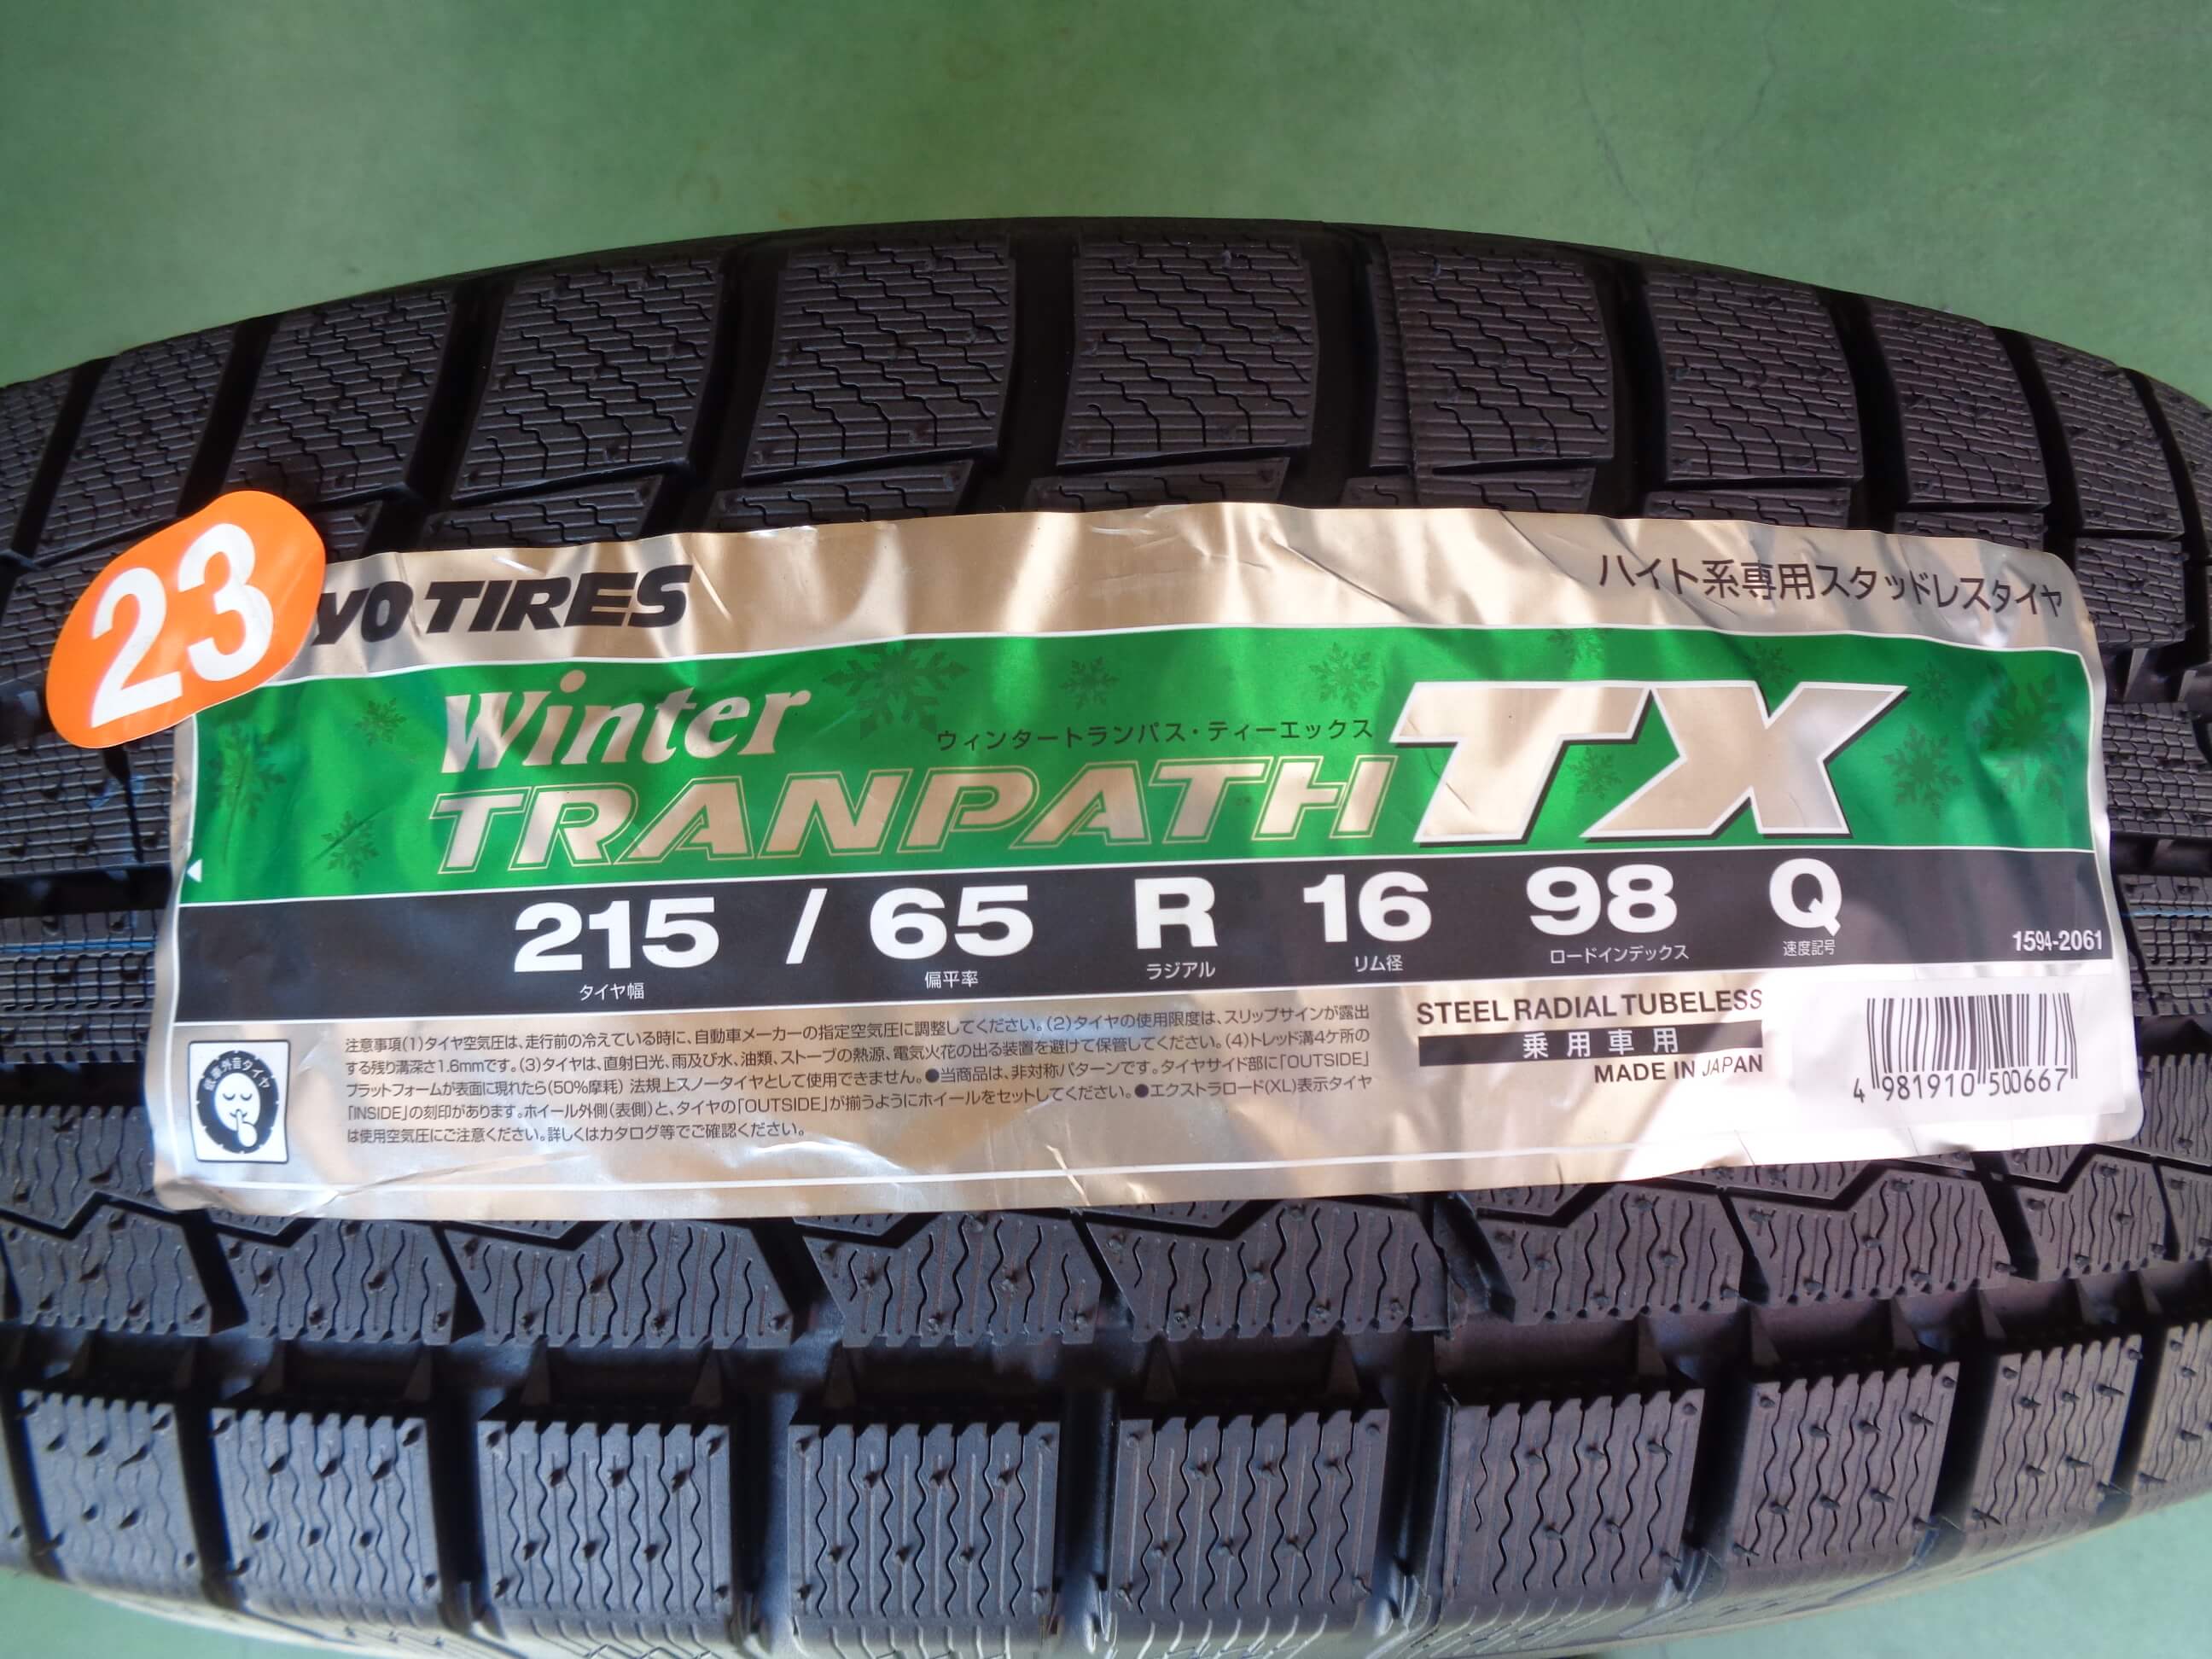 23
YO TIRES
ハイト系専用スタッドレスタイヤ
Winter
ウィンタートランパス・ティーエックス
TRANPATH TX
215 / 65 R 16 98 Q
タイヤ幅 偏平率 ラジアル リム径 ロードインデックス 速度記号
1594-2061
低車外音タイヤ
注意事項(1)タイヤ空気圧は、走行前の冷えている時に、自動車メーカーの指定空気圧に調整してください。(2)タイヤの使用限度は、スリップサインが露出
する残り溝深さ1.6mmです。(3)タイヤは、直射日光、雨及び水、油類、ストーブの熱源、電気火花の出る装置を避けて保管してください。(4)トレッド溝4ケ所の
プラットフォームが表面に現れたら(50%摩耗) 法規上スノータイヤとして使用できません。●当商品は、非対称パターンです。タイヤサイド部に「OUTSIDE」
「INSIDE」の刻印があります。ホイール外側(表側)と、タイヤの「OUTSIDE」が揃うようにホイールをセットしてください。●エクストラロード(XL)表示タイヤ
は使用空気圧にご注意ください。詳しくはカタログ等でご確認ください。
STEEL RADIAL TUBELESS
乗用車用
MADE IN JAPAN
4 981910 500667